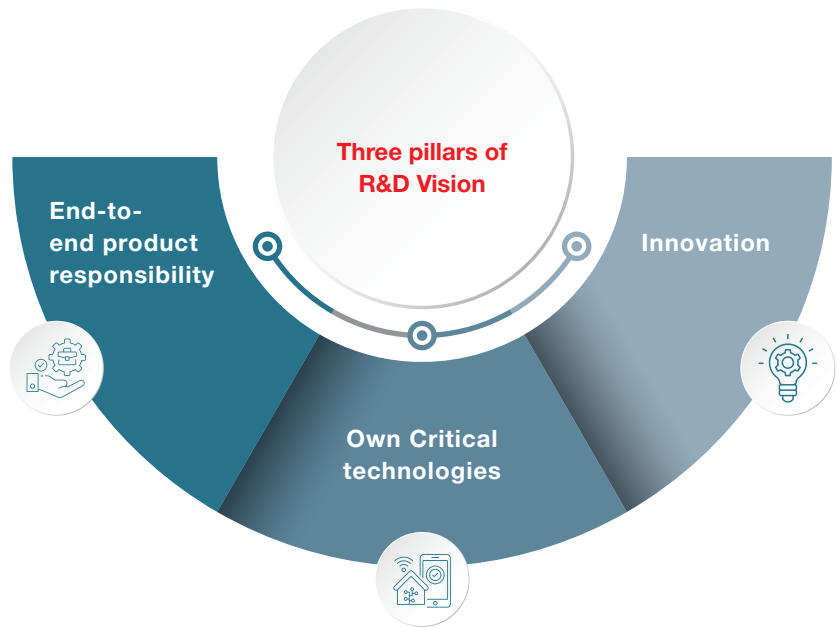 Three pillars of
R&D Vision
End-to-
end product
responsibility
Own Critical
technologies
Innovation